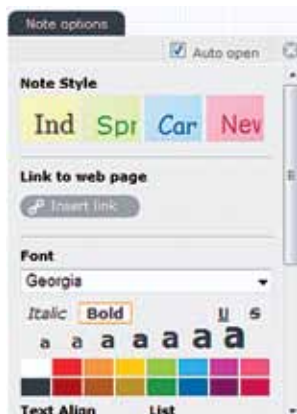 Note options
Auto open
Note Style
Ind Spr Car Nev
Link to web page
Insert link
Font
Georgia
Italic Bold U S
a a a a a a a
Text Align List